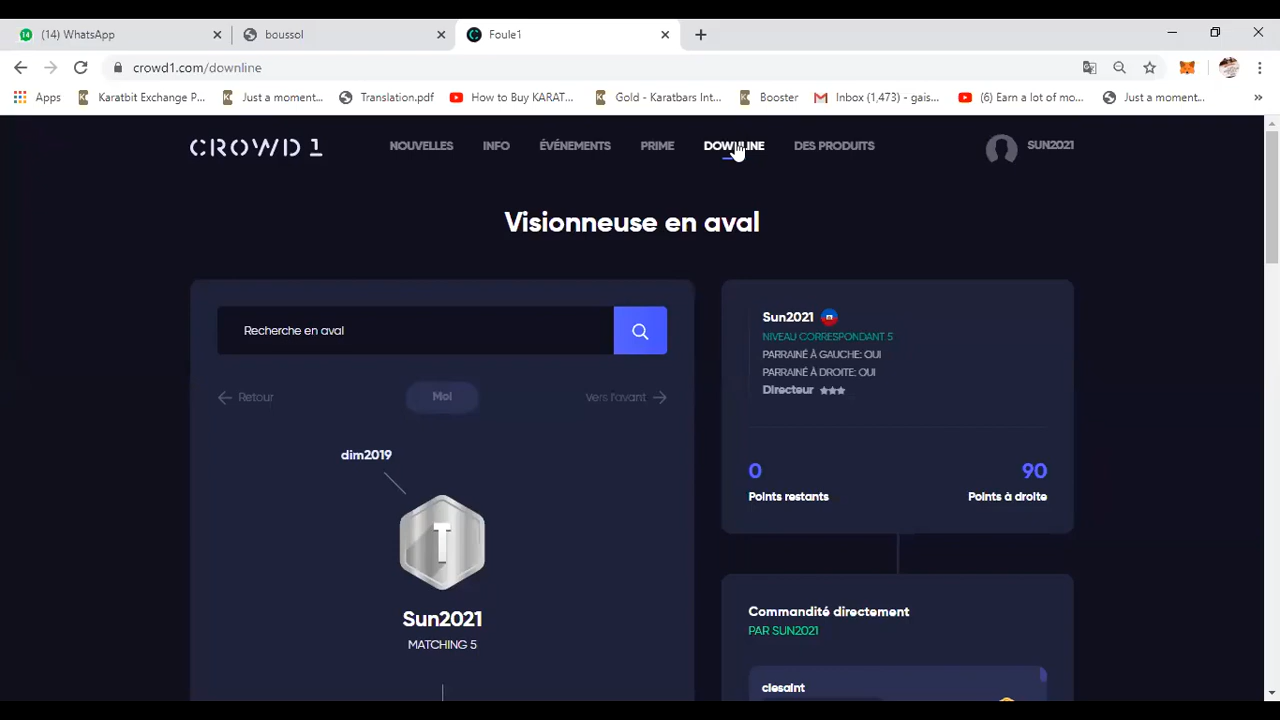 (14) WhatsApp
boussol
Foule1
crowd1.com/downline
Apps
Karatbit Exchange P...
Just a moment...
Translation.pdf
How to Buy KARAT...
Gold - Karatbars Int...
Booster
Inbox (1,473) - gais...
(6) Earn a lot of mo...
Just a moment...
»
CROWD 1
NOUVELLES
INFO
ÉVÉNEMENTS
PRIME
DOWNLINE
DES PRODUITS
SUN2021
Visionneuse en aval
Recherche en aval
Retour
Moi
Vers l'avant
dim2019
T
Sun2021
MATCHING 5
Sun2021
NIVEAU CORRESPONDANT 5
PARRAINÉ À GAUCHE: OUI
PARRAINÉ À DROITE: OUI
Directeur ★★★
0
90
Points restants
Points à droite
Commandité directement
PAR SUN2021
clesaint